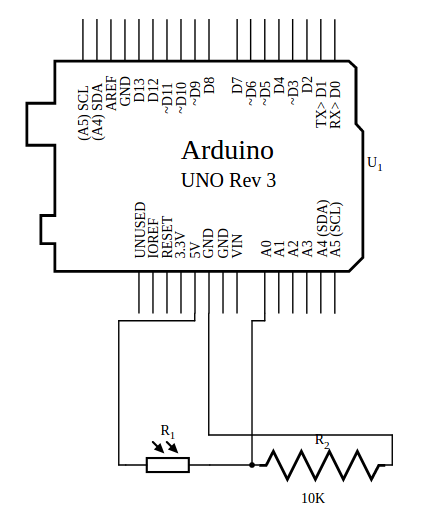 (A5) SCL
(A4) SDA
AREF
GND
D13
D12
~D11
~D10
~D9
D8
D7
~D6
~D5
D4
~D3
D2
TX> D1
RX> D0
Arduino
UNO Rev 3
U1
UNUSED
IOREF
RESET
3.3V
5V
GND
GND
VIN
A0
A1
A2
A3
A4 (SDA)
A5 (SCL)
R1
R2
10K